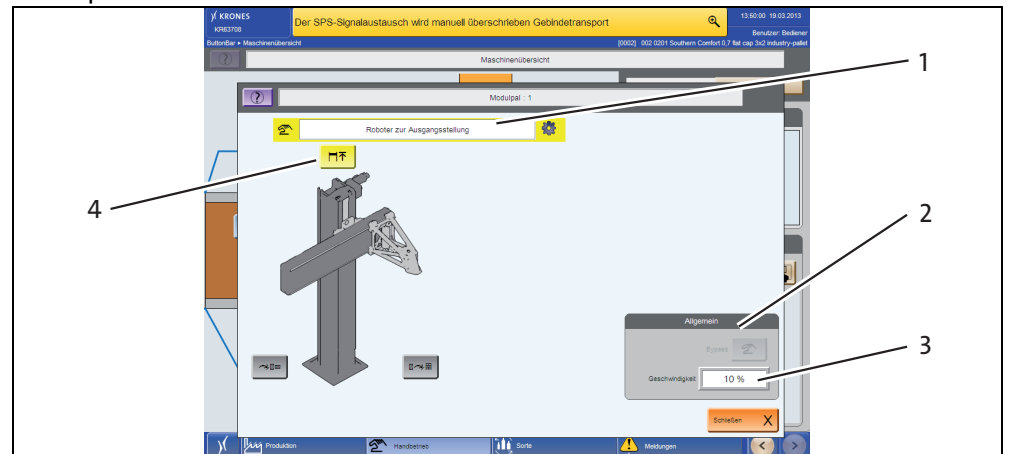 KRONES
KR63708
Der SPS-Signalaustausch wird manuell überschrieben Gebindetransport
13:50:00 19.03.2013
Benutzer: Bediener
ButtonBar ▸ Maschinenübersicht
[0002] 002 0201 Southern Comfort 0,7 flat cap 3x2 industry-pallet
Maschinenübersicht
1
Modulpal : 1
Roboter zur Ausgangsstellung
4
2
Allgemein
Bypass
3
Geschwindigkeit
10 %
Schließen X
Produktion
Handbetrieb
Sorte
Meldungen